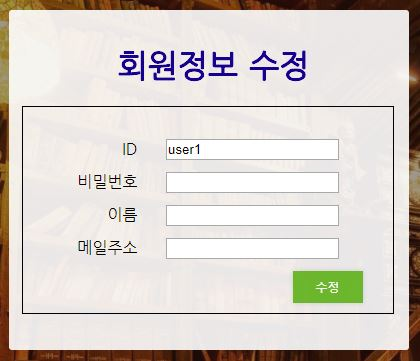 회원정보 수정
ID user1
비밀번호
이름
메일주소
수정